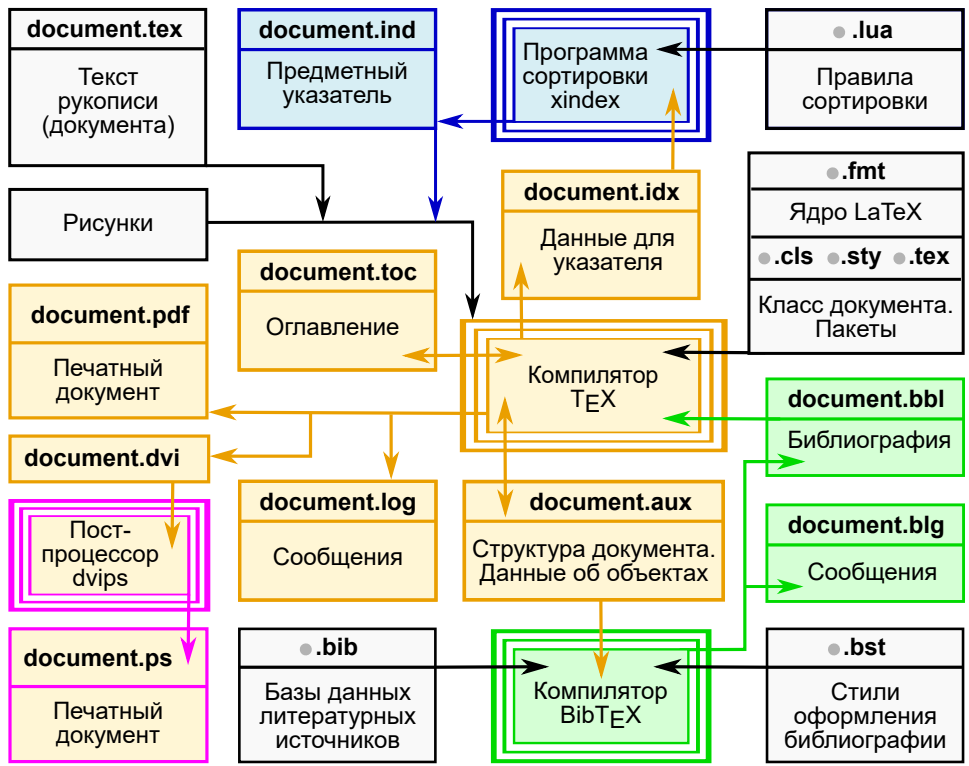 document.tex
Текст
рукописи
(документа)
document.ind
Предметный
указатель
Программа
сортировки
xindex
.lua
Правила
сортировки
Рисунки
document.idx
Данные для
указателя
.fmt
Ядро LaTeX
.cls .sty .tex
Класс документа.
Пакеты
document.toc
Оглавление
document.pdf
Печатный
документ
Компилятор
TEX
document.bbl
Библиография
document.dvi
document.log
Сообщения
document.aux
Структура документа.
Данные об объектах
document.blg
Сообщения
Пост-
процессор
dvips
document.ps
Печатный
документ
.bib
Базы данных
литературных
источников
Компилятор
BibTEX
.bst
Стили
оформления
библиографии